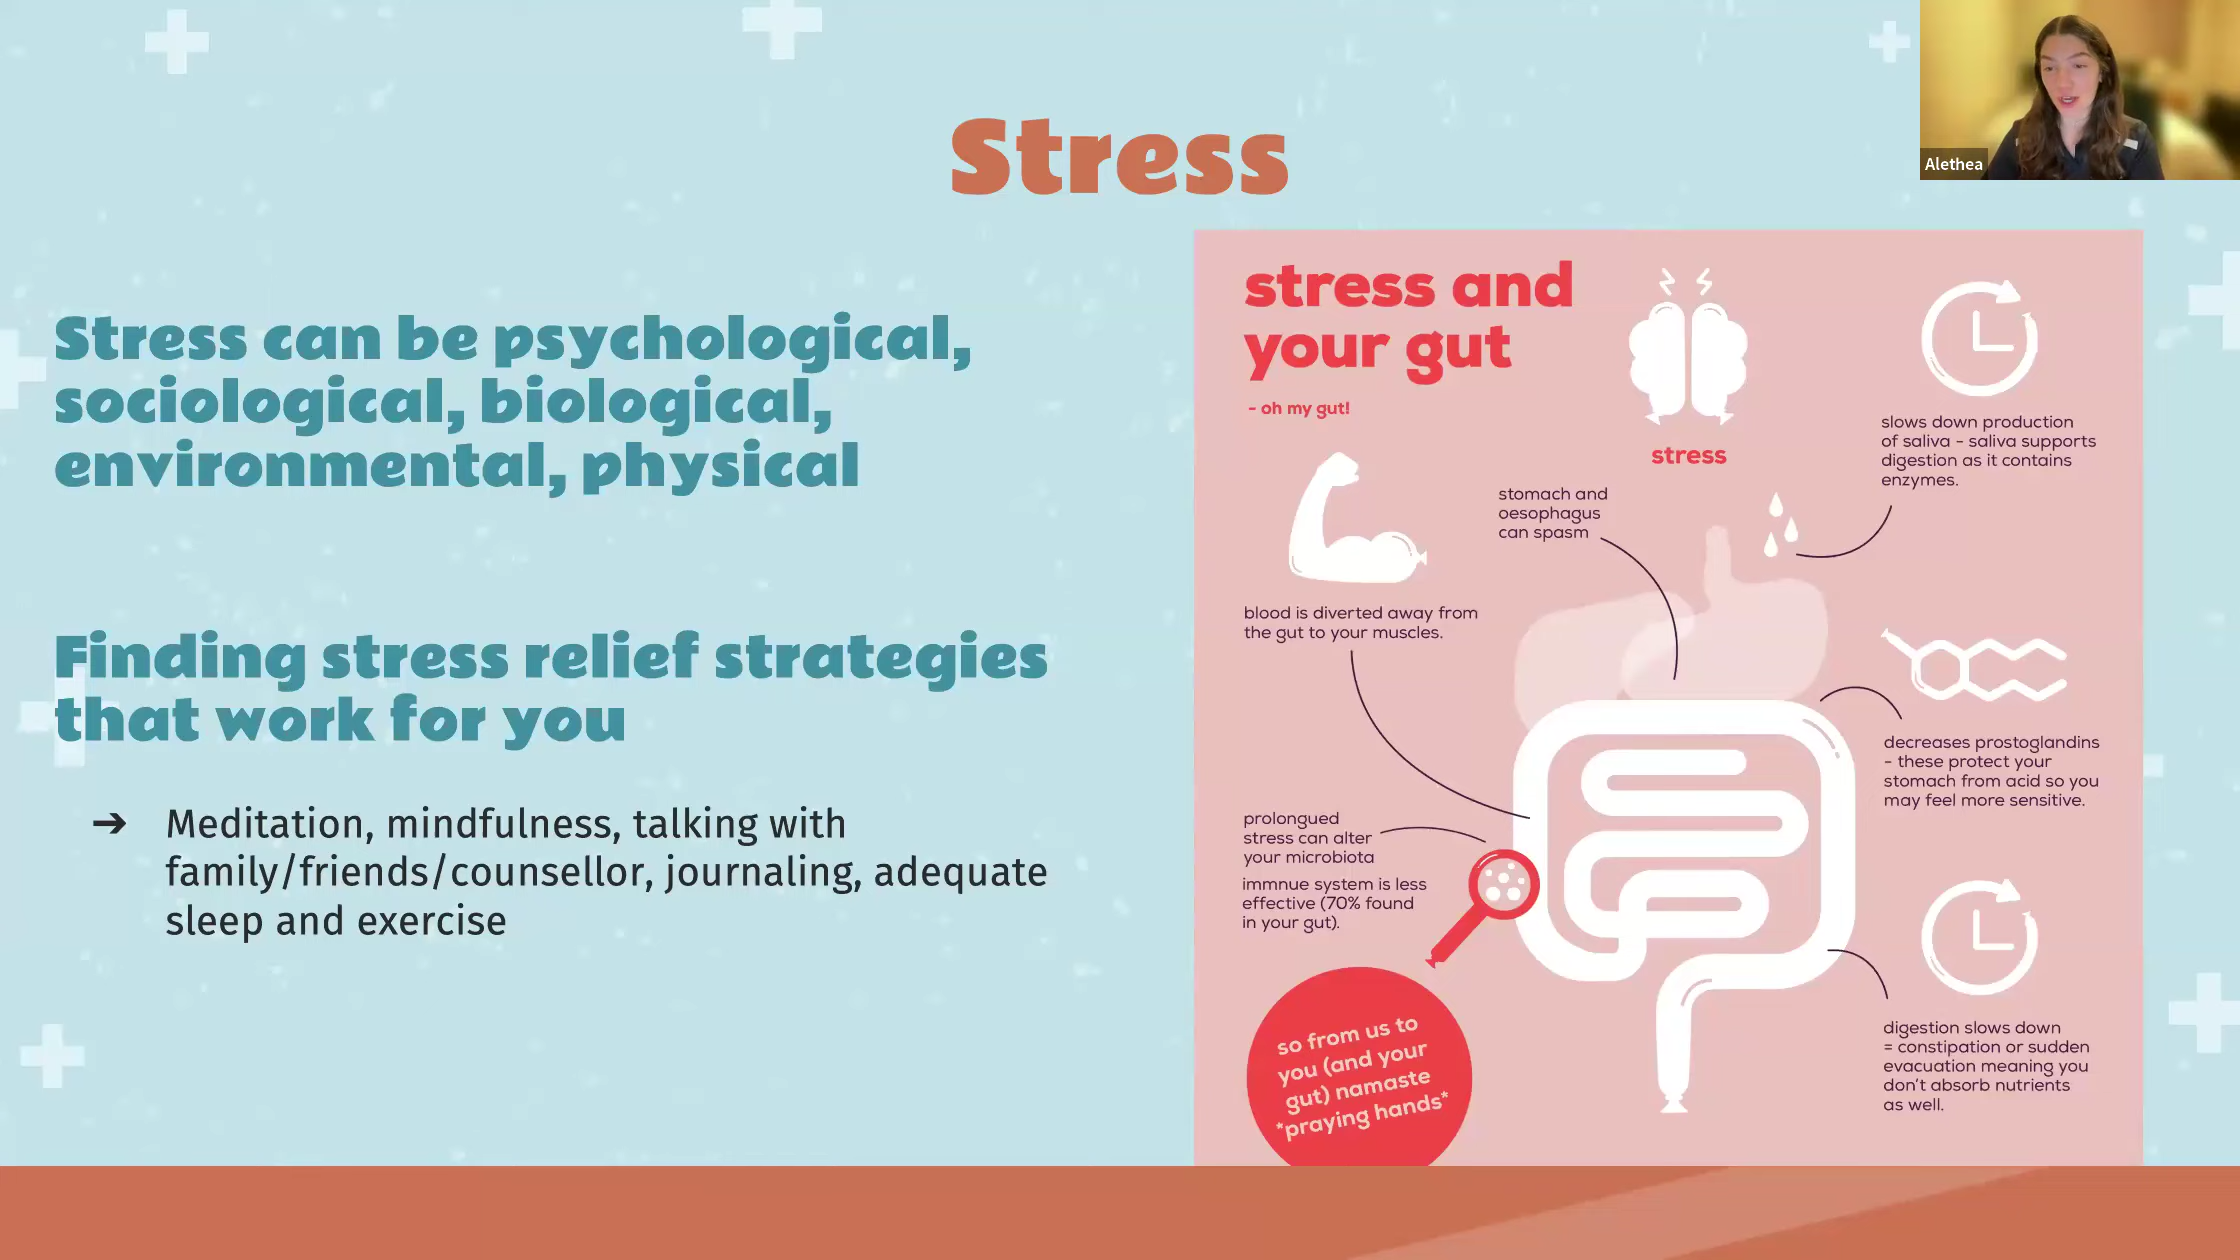 Stress
Alethea
Stress can be psychological,
sociological, biological,
environmental, physical
Finding stress relief strategies
that work for you
➔ Meditation, mindfulness, talking with
family/friends/counsellor, journaling, adequate
sleep and exercise
stress and
your gut
- oh my gut!
stress
slows down production
of saliva - saliva supports
digestion as it contains
enzymes.
stomach and
oesophagus
can spasm
blood is diverted away from
the gut to your muscles.
decreases prostoglandins
- these protect your
stomach from acid so you
may feel more sensitive.
prolongued
stress can alter
your microbiota
immnue system is less
effective (70% found
in your gut).
so from us to
you (and your
gut) namaste
*praying hands*
digestion slows down
= constipation or sudden
evacuation meaning you
don't absorb nutrients
as well.